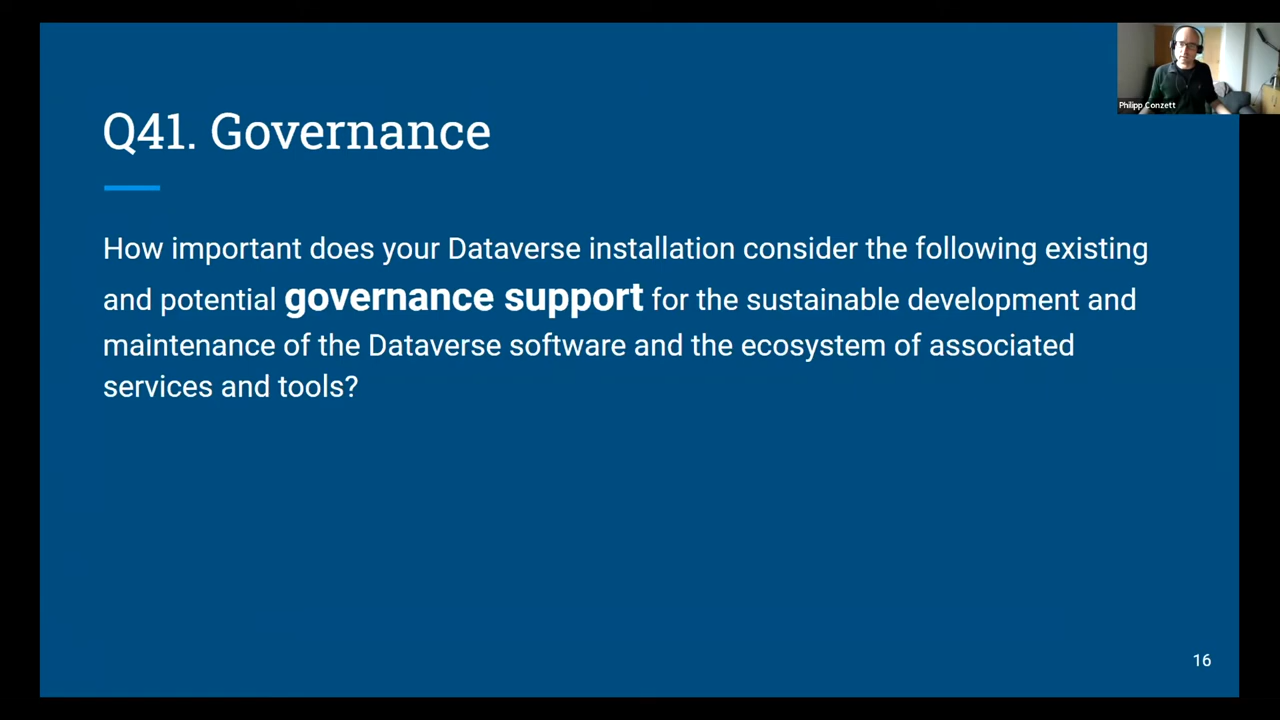 Philipp Conzett
Q41. Governance
How important does your Dataverse installation consider the following existing
and potential governance support for the sustainable development and
maintenance of the Dataverse software and the ecosystem of associated
services and tools?
16